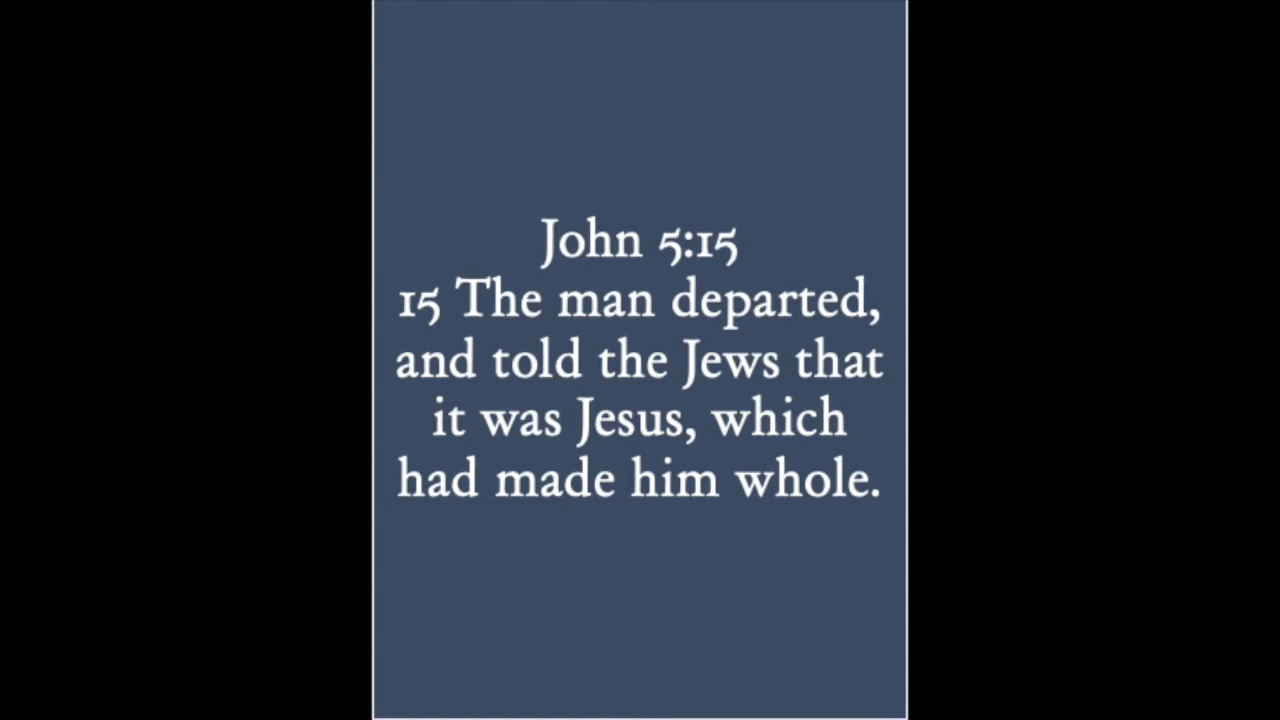 John 5:15
15 The man departed,
and told the Jews that
it was Jesus, which
had made him whole.